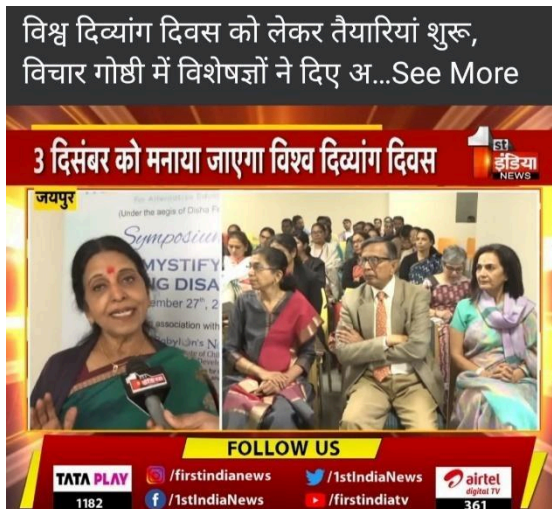 विश्व दिव्यांग दिवस को लेकर तैयारियां शुरू,
विचार गोष्ठी में विशेषज्ञों ने दिए अ...See More
3 दिसंबर को मनाया जाएगा विश्व दिव्यांग दिवस
1st
इंडिया
NEWS
जयपुर
(Under the aegis of Disha
Symposium
MYSTIFY
NG DISA
ember 27th, 2
association with
FOLLOW US
TATA PLAY
1182
/firstindianews
/1stIndiaNews
/1stIndiaNews
/firstindiatv
airtel
digital TV
361